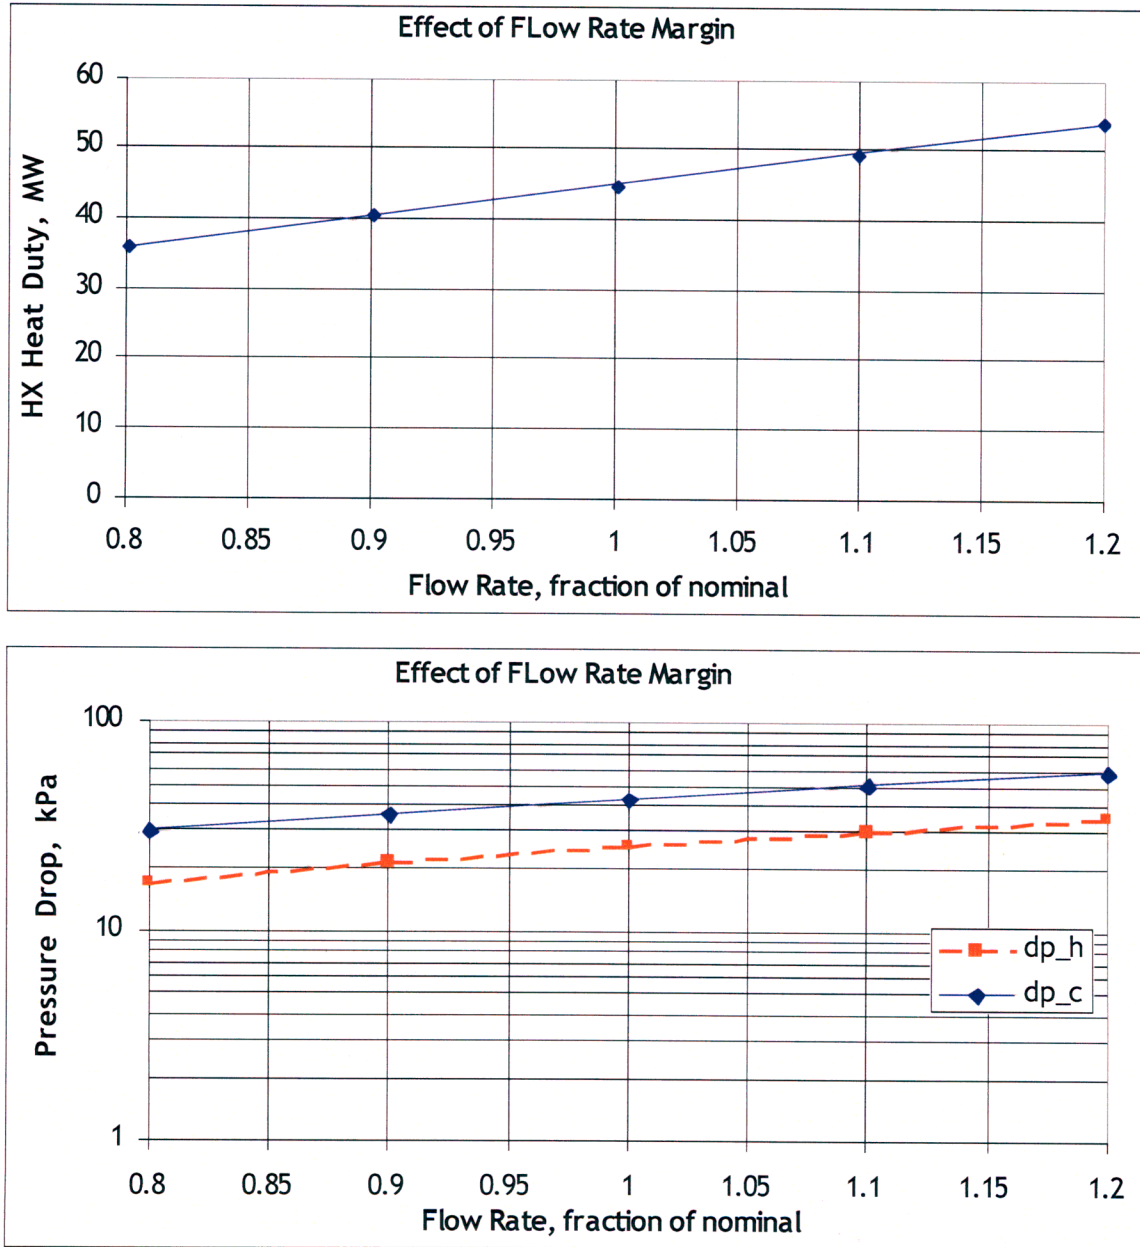 Effect of FLow Rate Margin
HX Heat Duty, MW
60
50
40
30
20
10
0
0.8 0.85 0.9 0.95 1 1.05 1.1 1.15 1.2
Flow Rate, fraction of nominal
Effect of FLow Rate Margin
Pressure Drop, kPa
100
10
1
dp_h
dp_c
0.8 0.85 0.9 0.95 1 1.05 1.1 1.15 1.2
Flow Rate, fraction of nominal